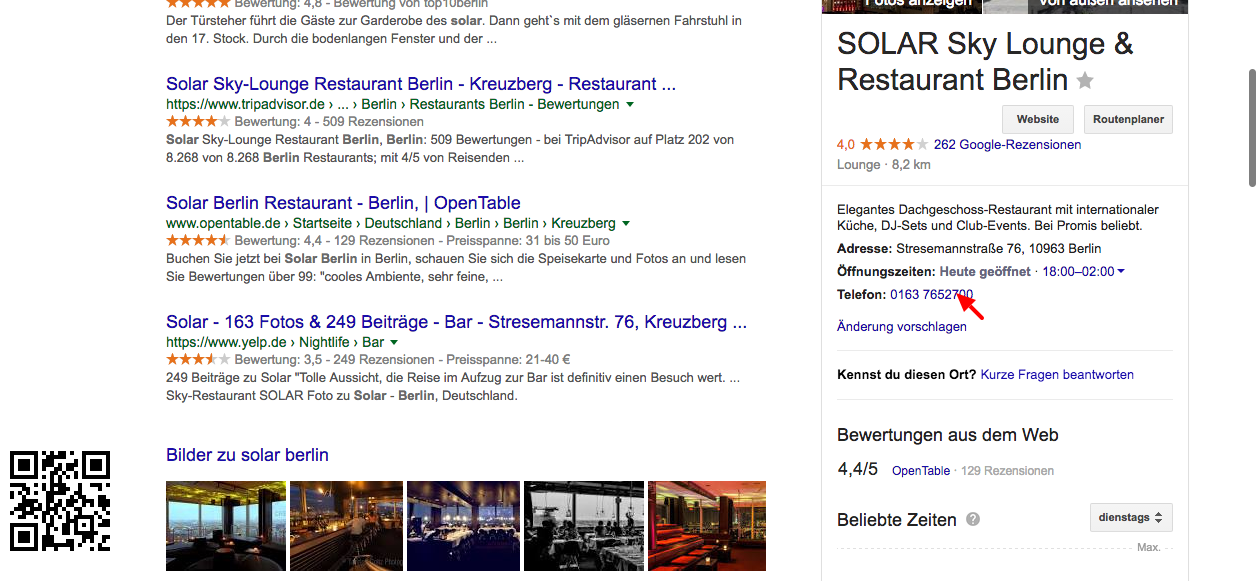 Bewertung: 4,8 - Bewertung von top10berlin
Der Türsteher führt die Gäste zur Garderobe des solar. Dann geht`s mit dem gläsernen Fahrstuhl in
den 17. Stock. Durch die bodenlangen Fenster und der ...
Solar Sky-Lounge Restaurant Berlin - Kreuzberg - Restaurant ...
https://www.tripadvisor.de › ... › Berlin › Restaurants Berlin - Bewertungen
Bewertung: 4 - 509 Rezensionen
Solar Sky-Lounge Restaurant Berlin, Berlin: 509 Bewertungen - bei TripAdvisor auf Platz 202 von
8.268 von 8.268 Berlin Restaurants; mit 4/5 von Reisenden ...
Solar Berlin Restaurant - Berlin, | OpenTable
www.opentable.de › Startseite › Deutschland › Berlin › Berlin › Kreuzberg
Bewertung: 4,4 - 129 Rezensionen - Preisspanne: 31 bis 50 Euro
Buchen Sie jetzt bei Solar Berlin in Berlin, schauen Sie sich die Speisekarte und Fotos an und lesen
Sie Bewertungen über 99: "cooles Ambiente, sehr feine, ...
Solar - 163 Fotos & 249 Beiträge - Bar - Stresemannstr. 76, Kreuzberg ...
https://www.yelp.de › Nightlife › Bar
Bewertung: 3,5 - 249 Rezensionen - Preisspanne: 21-40 €
249 Beiträge zu Solar "Tolle Aussicht, die Reise im Aufzug zur Bar ist definitiv einen Besuch wert. ...
Sky-Restaurant SOLAR Foto zu Solar - Berlin, Deutschland.
Bilder zu solar berlin
Fotos anzeigen
Von außen ansehen
SOLAR Sky Lounge &
Restaurant Berlin
Website
Routenplaner
4,0 262 Google-Rezensionen
Lounge · 8,2 km
Elegantes Dachgeschoss-Restaurant mit internationaler
Küche, DJ-Sets und Club-Events. Bei Promis beliebt.
Adresse: Stresemannstraße 76, 10963 Berlin
Öffnungszeiten: Heute geöffnet · 18:00–02:00
Telefon: 0163 7652700
Änderung vorschlagen
Kennst du diesen Ort? Kurze Fragen beantworten
Bewertungen aus dem Web
4,4/5 OpenTable · 129 Rezensionen
Beliebte Zeiten ?
dienstags
Max.